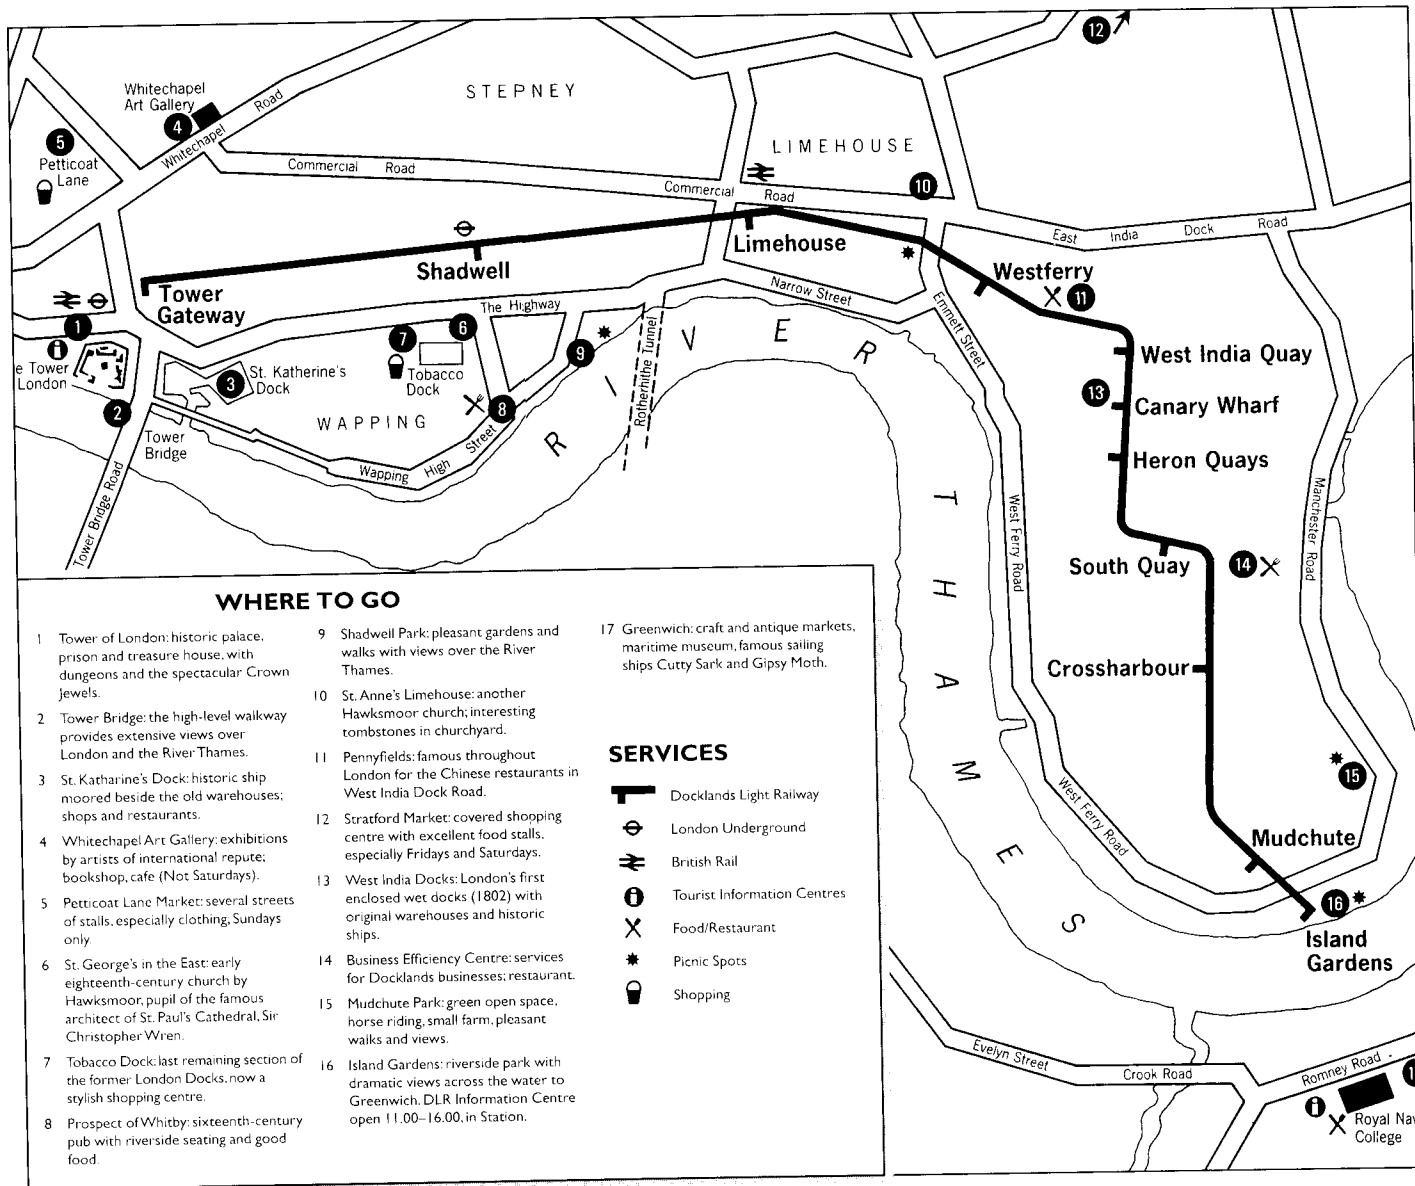 12
STEPNEY
Whitechapel
Art Gallery
4
Whitechapel
Road
5
Petticoat
Lane
LIMEHOUSE
10
Commercial Road
Commercial Road
East India Dock Road
Limehouse
Shadwell
Tower
Gateway
Westferry
11
1
The Highway
Narrow Street
Emmett Street
6
7
Tobacco
Dock
9
Rotherhithe Tunnel
RIVER
THAMES
West India Quay
e Tower
London
3
St. Katherine's
Dock
WAPPING
8
2
Tower
Bridge
Tower Bridge Road
Wapping High Street
13
Canary Wharf
Heron Quays
West Ferry Road
Manchester Road
South Quay
14
Crossharbour
15
West Ferry Road
Mudchute
16
Island
Gardens
Evelyn Street
Crook Road
Romney Road
1
Royal Nav
College
WHERE TO GO
1 Tower of London: historic palace,
prison and treasure house, with
dungeons and the spectacular Crown
Jewels.
2 Tower Bridge: the high-level walkway
provides extensive views over
London and the River Thames.
3 St. Katharine's Dock: historic ship
moored beside the old warehouses;
shops and restaurants.
4 Whitechapel Art Gallery: exhibitions
by artists of international repute;
bookshop, cafe (Not Saturdays).
5 Petticoat Lane Market: several streets
of stalls, especially clothing, Sundays
only.
6 St. George's in the East: early
eighteenth-century church by
Hawksmoor, pupil of the famous
architect of St. Paul's Cathedral, Sir
Christopher Wren.
7 Tobacco Dock: last remaining section of
the former London Docks, now a
stylish shopping centre.
8 Prospect of Whitby: sixteenth-century
pub with riverside seating and good
food.
9 Shadwell Park: pleasant gardens and
walks with views over the River
Thames.
10 St. Anne's Limehouse: another
Hawksmoor church; interesting
tombstones in churchyard.
11 Pennyfields: famous throughout
London for the Chinese restaurants in
West India Dock Road.
12 Stratford Market: covered shopping
centre with excellent food stalls,
especially Fridays and Saturdays.
13 West India Docks: London's first
enclosed wet docks (1802) with
original warehouses and historic
ships.
14 Business Efficiency Centre: services
for Docklands businesses; restaurant.
15 Mudchute Park: green open space,
horse riding, small farm, pleasant
walks and views.
16 Island Gardens: riverside park with
dramatic views across the water to
Greenwich. DLR Information Centre
open 11.00–16.00, in Station.
17 Greenwich: craft and antique markets,
maritime museum, famous sailing
ships Cutty Sark and Gipsy Moth.
SERVICES
Docklands Light Railway
London Underground
British Rail
Tourist Information Centres
Food/Restaurant
Picnic Spots
Shopping